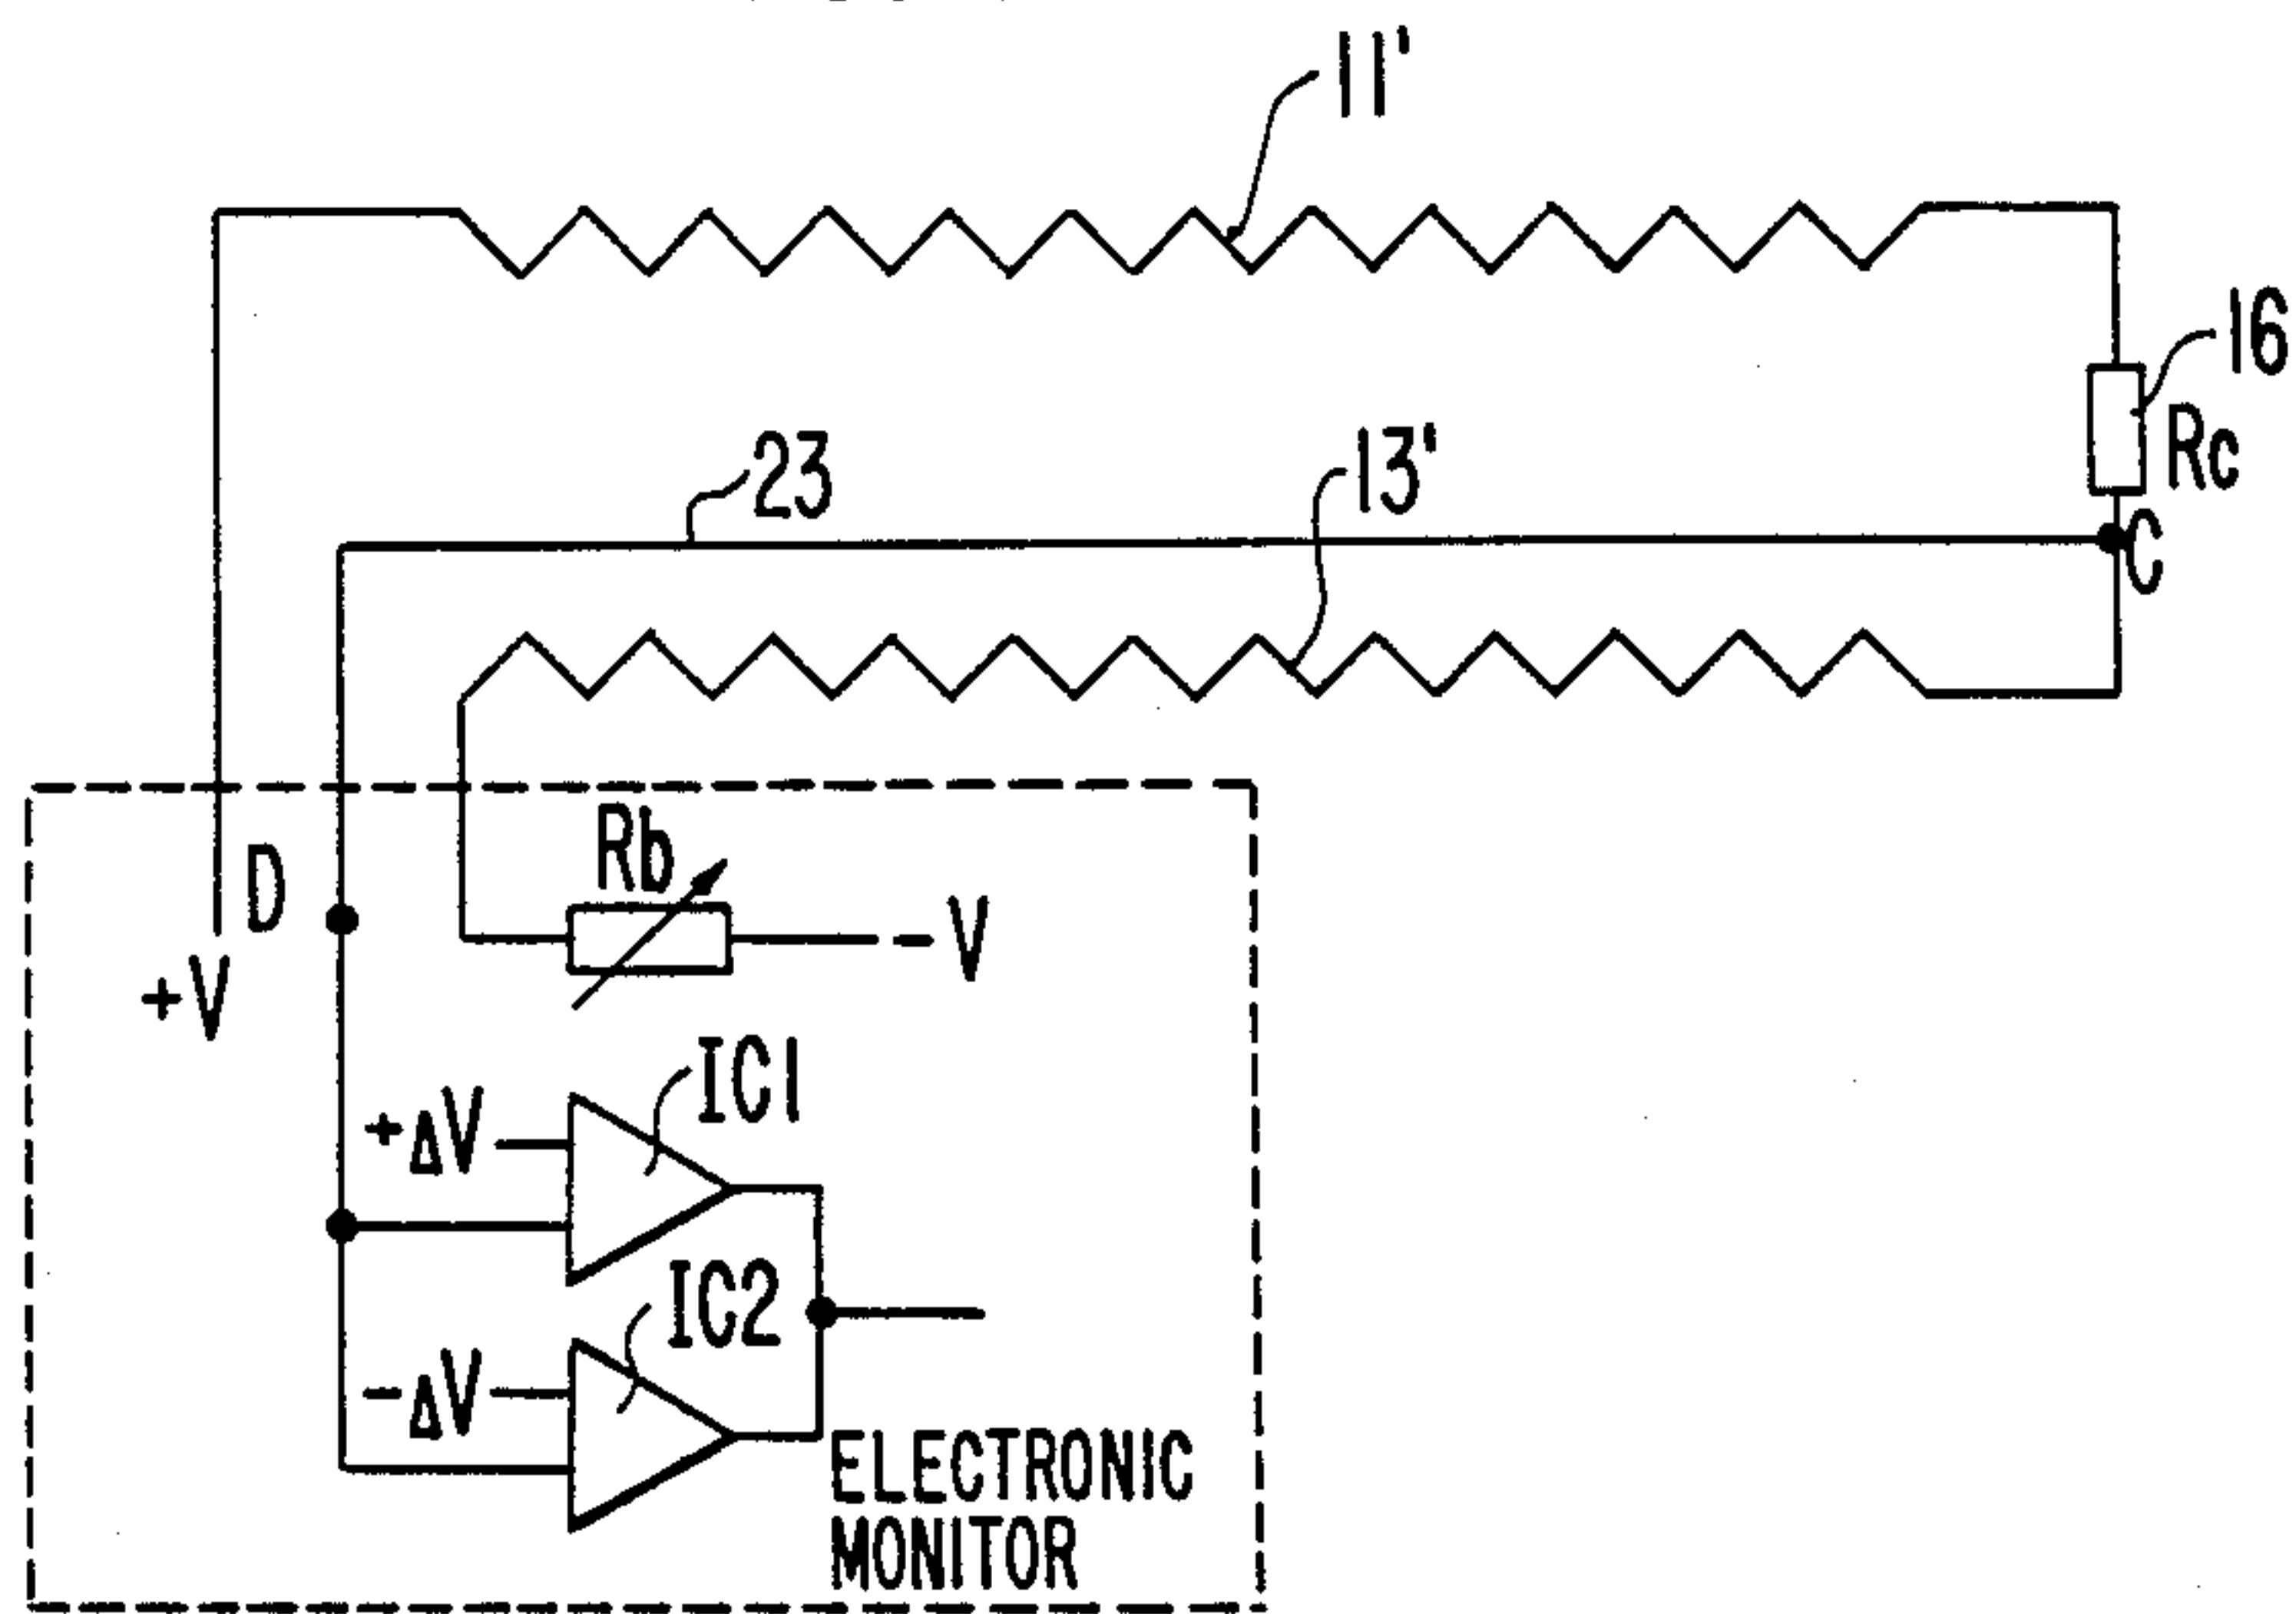 11'
16
Rc
23
13'
C
Rb
D
-V
+V
IC1
+ΔV
IC2
-ΔV
ELECTRONIC
MONITOR